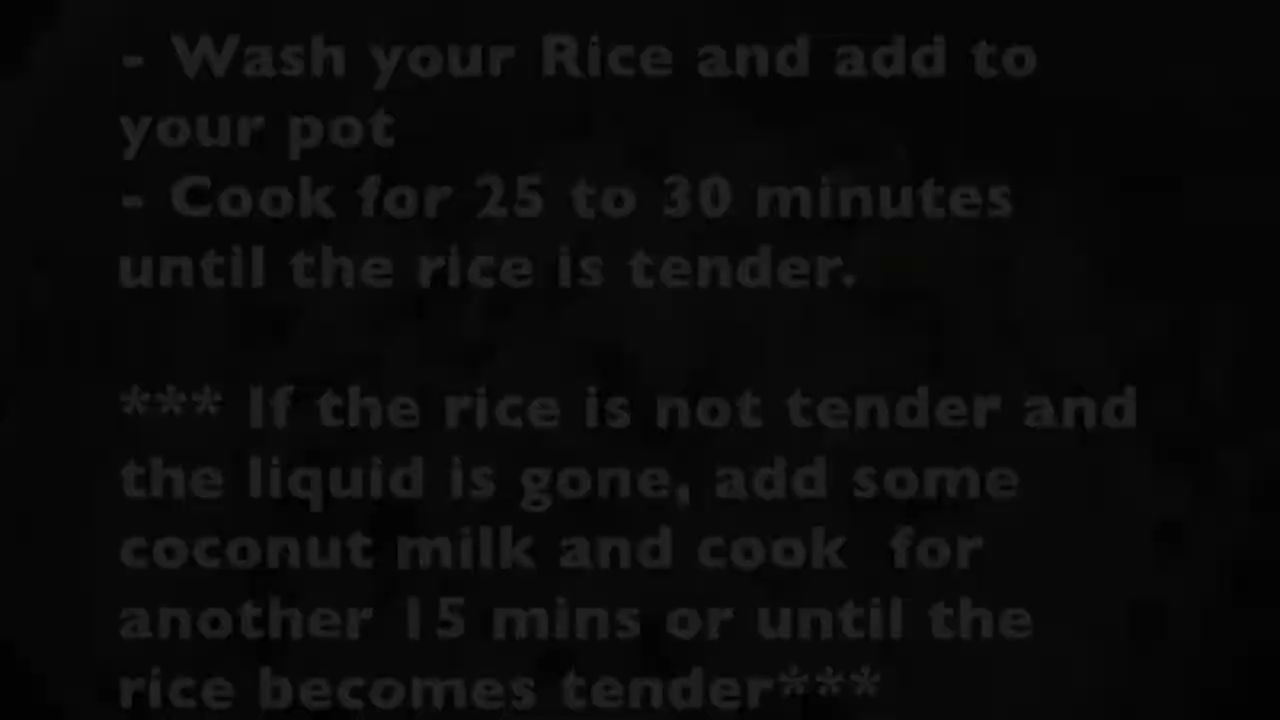 - Wash your Rice and add to
your pot
- Cook for 25 to 30 minutes
until the rice is tender.
*** If the rice is not tender and
the liquid is gone, add some
coconut milk and cook  for
another 15 mins or until the
rice becomes tender***